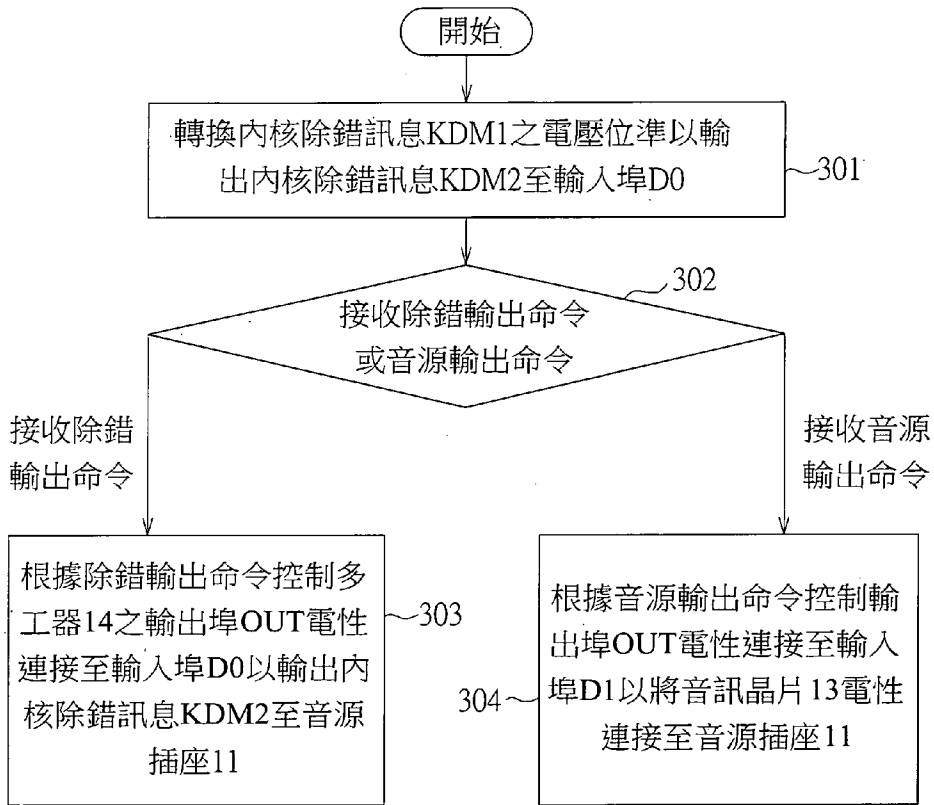 開始
轉換內核除錯訊息KDM1之電壓位準以輸
出內核除錯訊息KDM2至輸入埠D0
301
302
接收除錯輸出命令
或音源輸出命令
接收除錯
輸出命令
接收音源
輸出命令
根據除錯輸出命令控制多
工器14之輸出埠OUT電性
連接至輸入埠D0以輸出內
核除錯訊息KDM2至音源
插座11
303
根據音源輸出命令控制輸
出埠OUT電性連接至輸入
埠D1以將音訊晶片13電性
連接至音源插座11
304